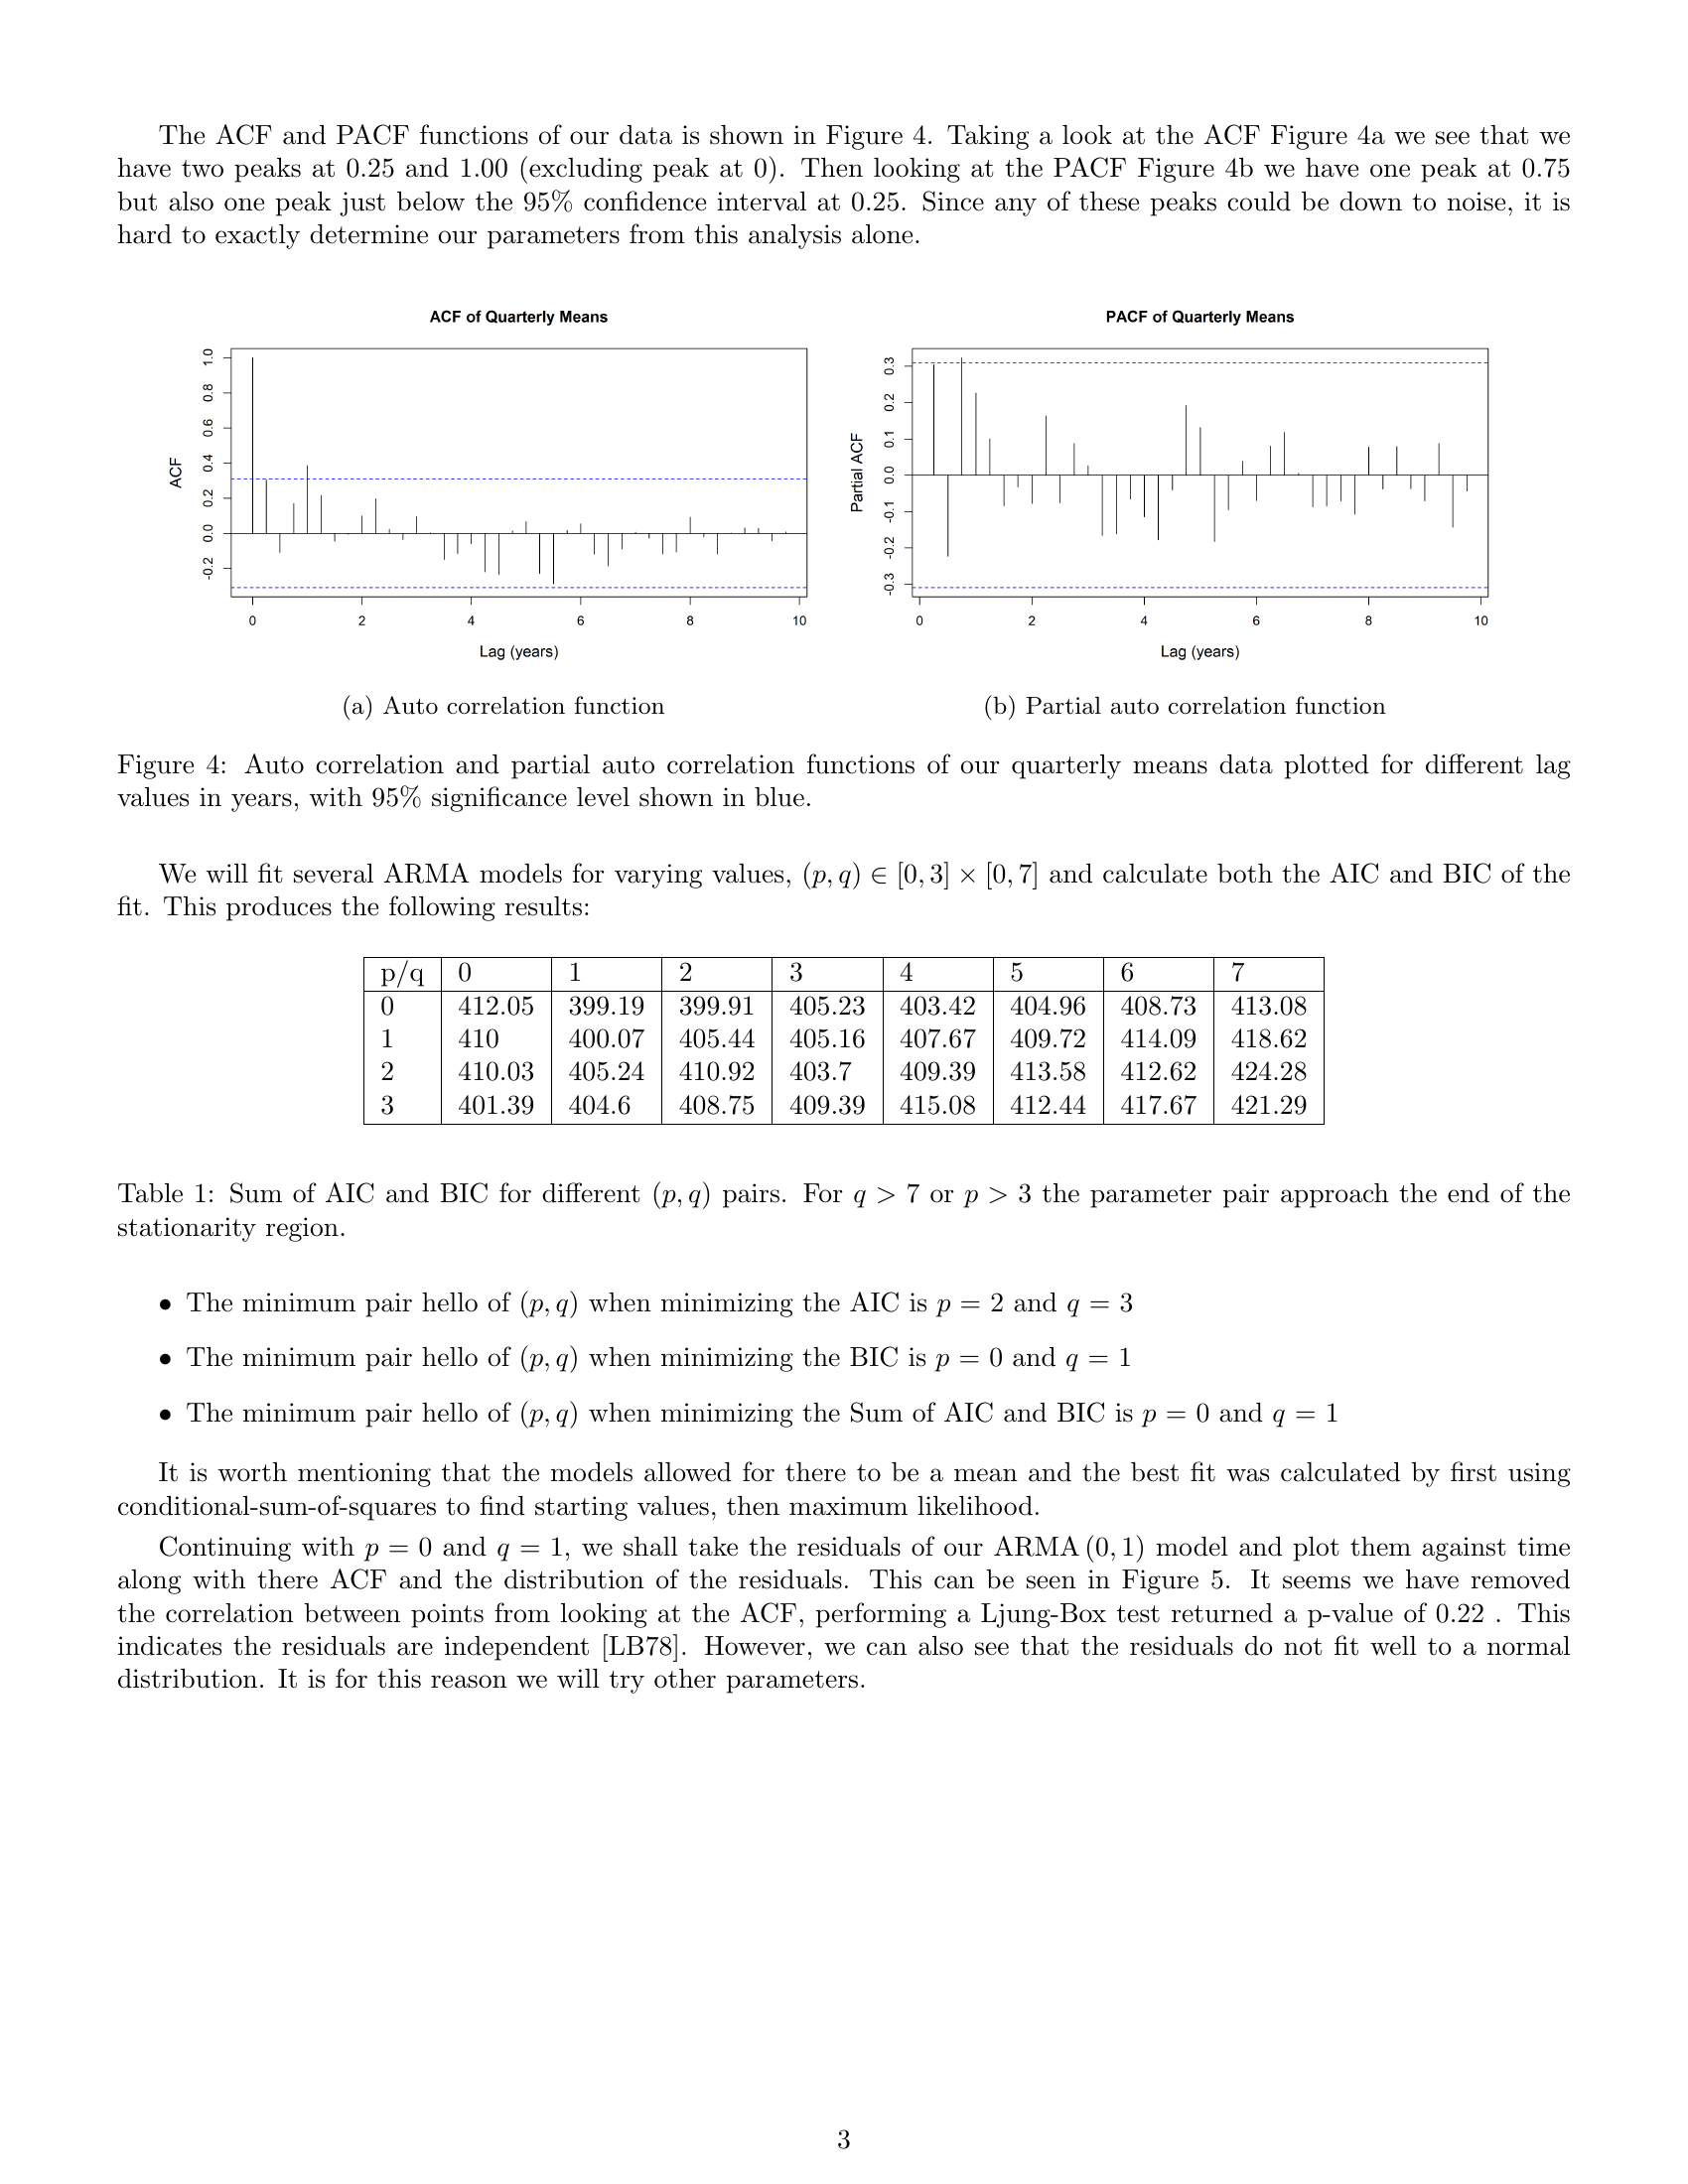 The ACF and PACF functions of our data is shown in Figure 4. Taking a look at the ACF Figure 4a we see that we
have two peaks at 0.25 and 1.00 (excluding peak at 0). Then looking at the PACF Figure 4b we have one peak at 0.75
but also one peak just below the 95% confidence interval at 0.25. Since any of these peaks could be down to noise, it is
hard to exactly determine our parameters from this analysis alone.
ACF of Quarterly Means
ACF
1.0
0.8
0.6
0.4
0.2
0.0
-0.2
0 2 4 6 8 10
Lag (years)
PACF of Quarterly Means
Partial ACF
0.3
0.2
0.1
0.0
-0.1
-0.2
-0.3
0 2 4 6 8 10
Lag (years)
(a) Auto correlation function
(b) Partial auto correlation function
Figure 4: Auto correlation and partial auto correlation functions of our quarterly means data plotted for different lag
values in years, with 95% significance level shown in blue.
We will fit several ARMA models for varying values, (p, q) ∈ [0, 3] × [0, 7] and calculate both the AIC and BIC of the
fit. This produces the following results:
p/q 0 1 2 3 4 5 6 7
0 412.05 399.19 399.91 405.23 403.42 404.96 408.73 413.08
1 410 400.07 405.44 405.16 407.67 409.72 414.09 418.62
2 410.03 405.24 410.92 403.7 409.39 413.58 412.62 424.28
3 401.39 404.6 408.75 409.39 415.08 412.44 417.67 421.29
Table 1: Sum of AIC and BIC for different (p, q) pairs. For q > 7 or p > 3 the parameter pair approach the end of the
stationarity region.
• The minimum pair hello of (p, q) when minimizing the AIC is p = 2 and q = 3
• The minimum pair hello of (p, q) when minimizing the BIC is p = 0 and q = 1
• The minimum pair hello of (p, q) when minimizing the Sum of AIC and BIC is p = 0 and q = 1
It is worth mentioning that the models allowed for there to be a mean and the best fit was calculated by first using
conditional-sum-of-squares to find starting values, then maximum likelihood.
Continuing with p = 0 and q = 1, we shall take the residuals of our ARMA (0, 1) model and plot them against time
along with there ACF and the distribution of the residuals. This can be seen in Figure 5. It seems we have removed
the correlation between points from looking at the ACF, performing a Ljung-Box test returned a p-value of 0.22 . This
indicates the residuals are independent [LB78]. However, we can also see that the residuals do not fit well to a normal
distribution. It is for this reason we will try other parameters.
3